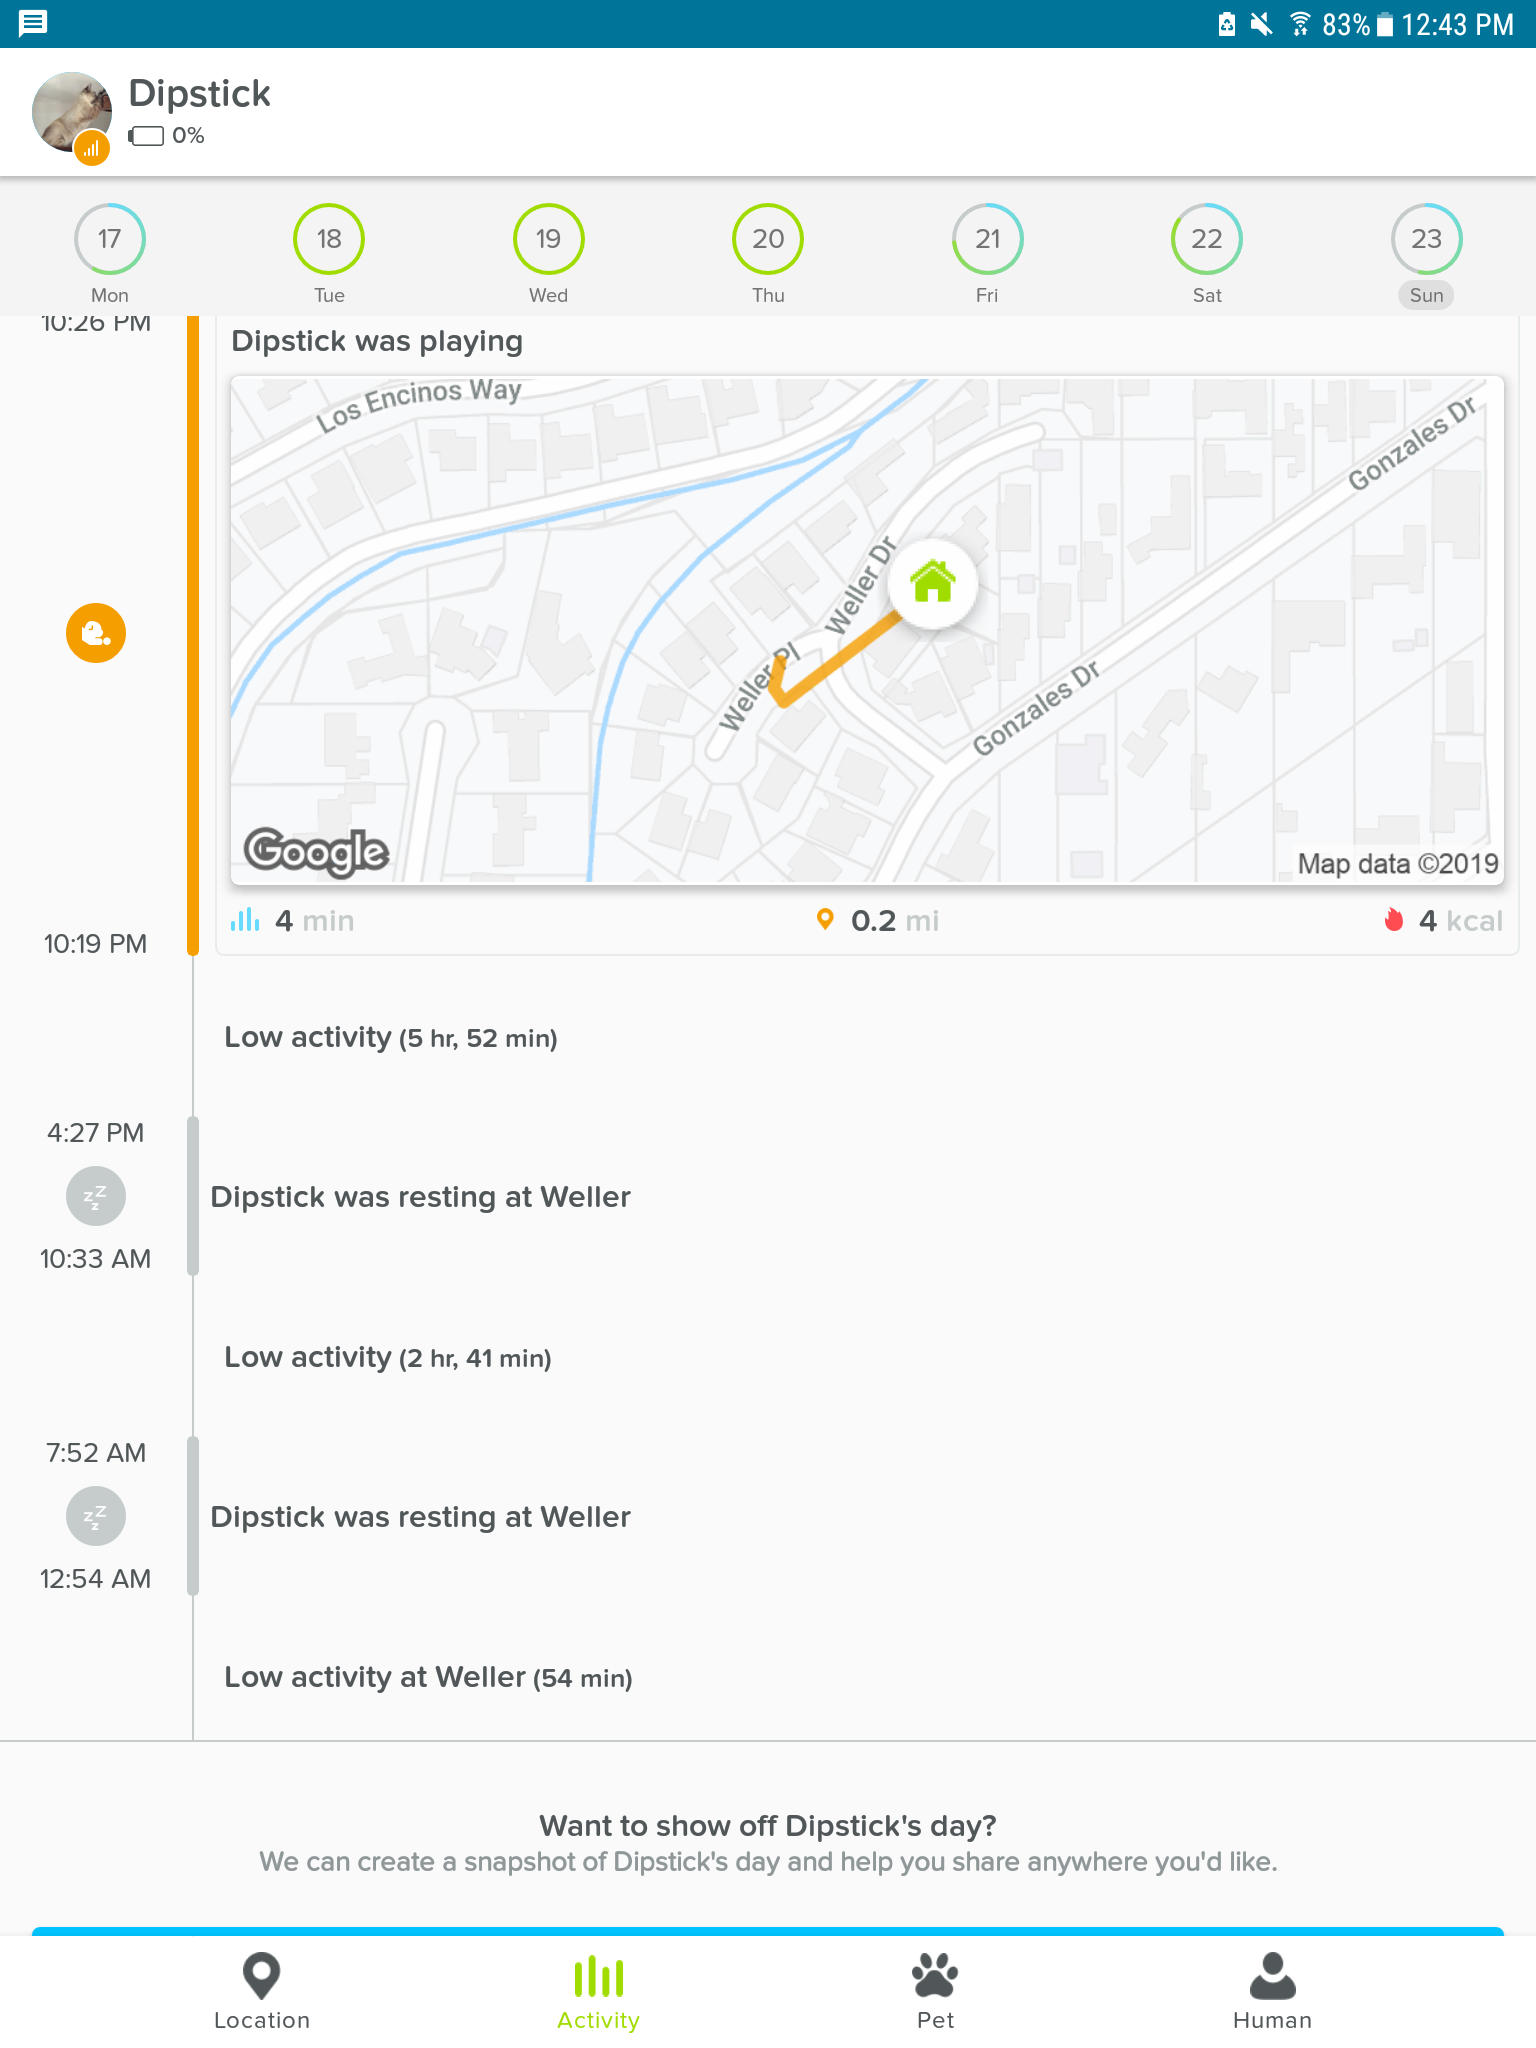 83% 12:43 PM
Dipstick
0%
17 18 19 20 21 22 23
Mon Tue Wed Thu Fri Sat Sun
10:26 PM
Dipstick was playing
Los Encinos Way
Gonzales Dr
Weller Dr
Weller Pl
Gonzales Dr
Google
Map data ©2019
4 min 0.2 mi 4 kcal
10:19 PM
Low activity (5 hr, 52 min)
4:27 PM
zzz
Dipstick was resting at Weller
10:33 AM
Low activity (2 hr, 41 min)
7:52 AM
zzz
Dipstick was resting at Weller
12:54 AM
Low activity at Weller (54 min)
Want to show off Dipstick's day?
We can create a snapshot of Dipstick's day and help you share anywhere you'd like.
Location Activity Pet Human